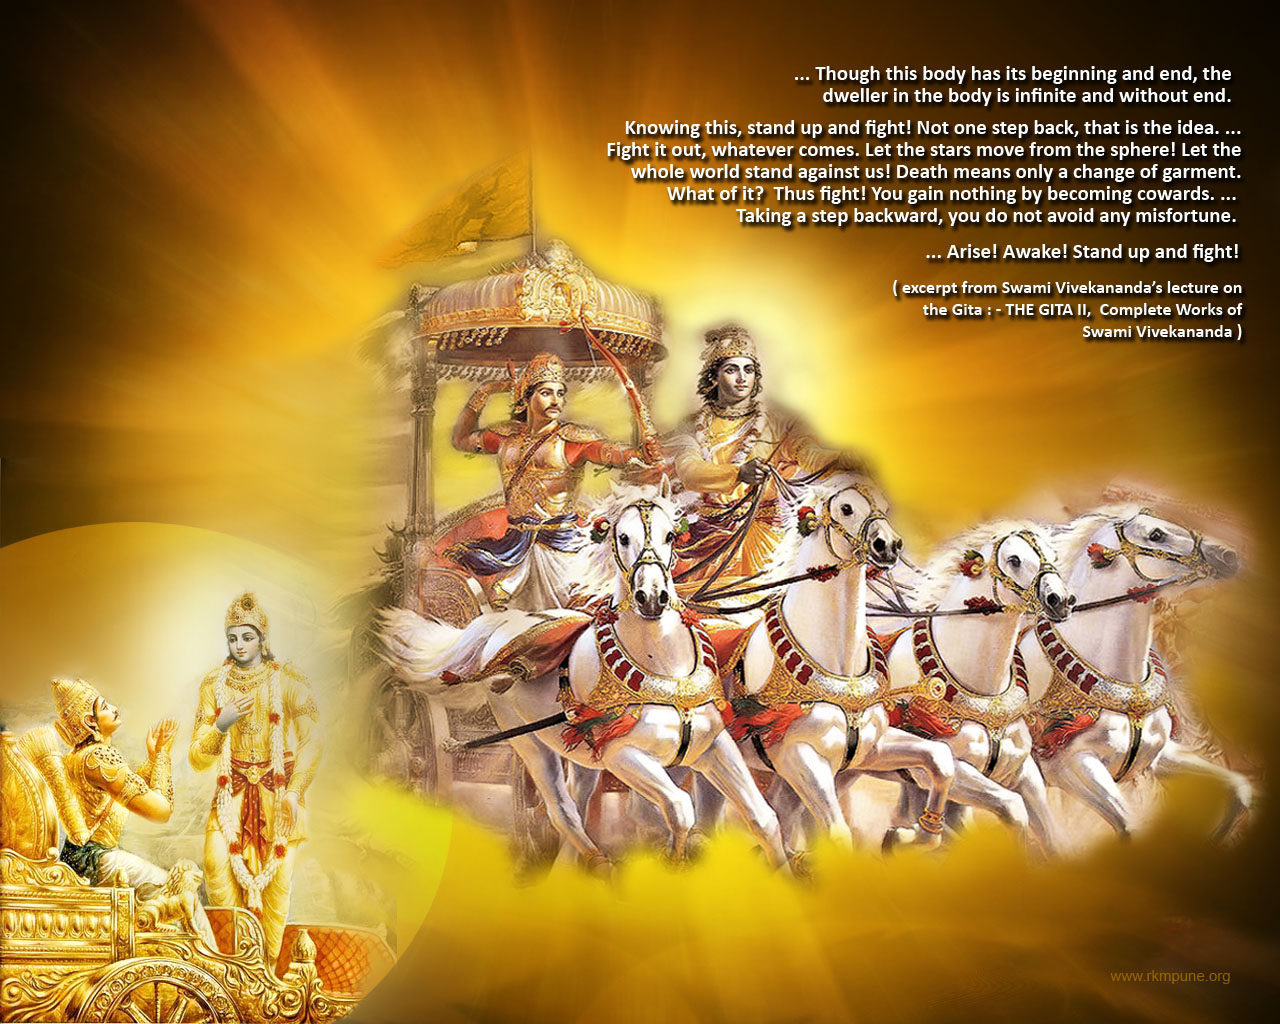 ... Though this body has its beginning and end, the
dweller in the body is infinite and without end.
Knowing this, stand up and fight! Not one step back, that is the idea. ...
Fight it out, whatever comes. Let the stars move from the sphere! Let the
whole world stand against us! Death means only a change of garment.
What of it? Thus fight! You gain nothing by becoming cowards. ...
Taking a step backward, you do not avoid any misfortune.
... Arise! Awake! Stand up and fight!
( excerpt from Swami Vivekananda’s lecture on
the Gita : - THE GITA II, Complete Works of
Swami Vivekananda )
www.rkmpune.org